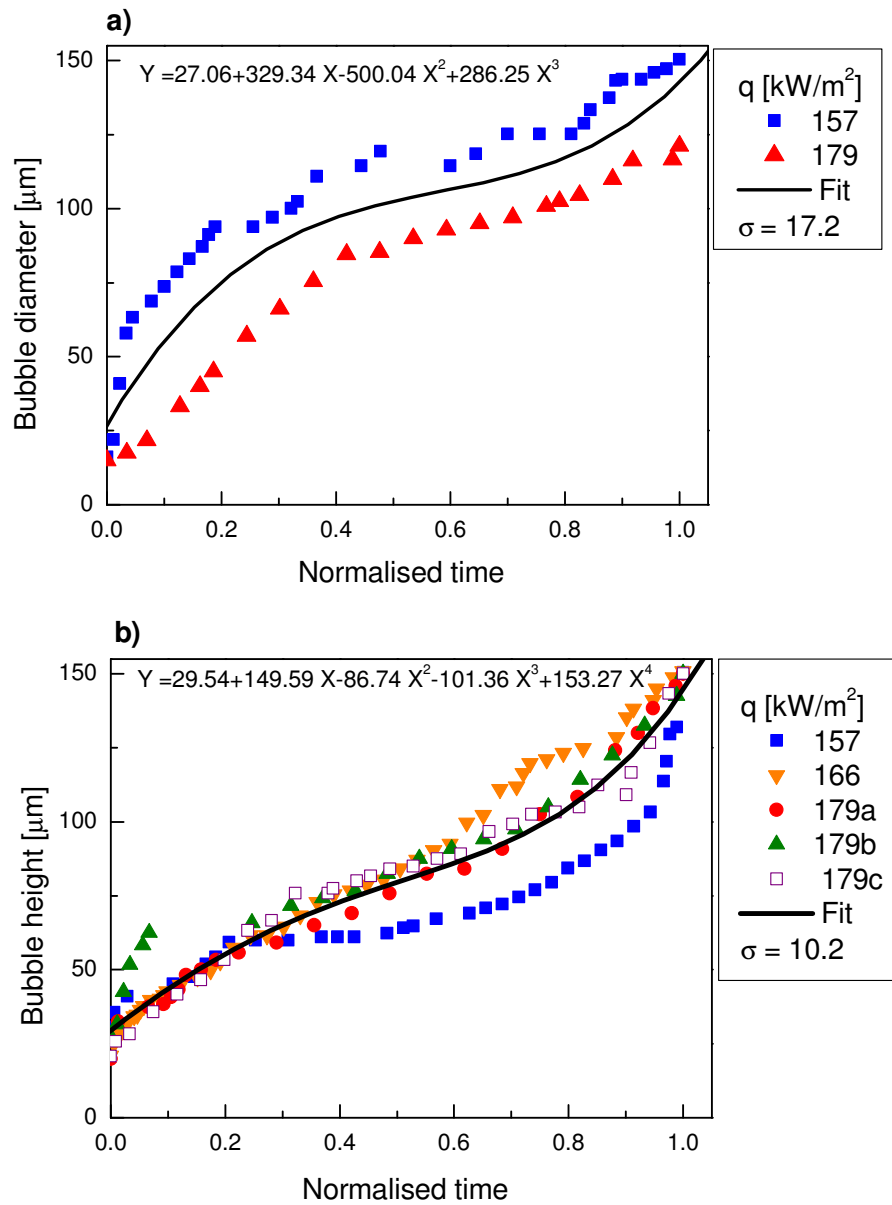 a)
Y =27.06+329.34 X-500.04 X² +286.25 X³
150
100
50
0
Bubble diameter [μm]
0.0 0.2 0.4 0.6 0.8 1.0
Normalised time
q [kW/m²]
157
179
Fit
σ = 17.2
b)
Y =29.54+149.59 X-86.74 X² -101.36 X³ +153.27 X⁴
150
100
50
0
Bubble height [μm]
0.0 0.2 0.4 0.6 0.8 1.0
Normalised time
q [kW/m²]
157
166
179a
179b
179c
Fit
σ = 10.2